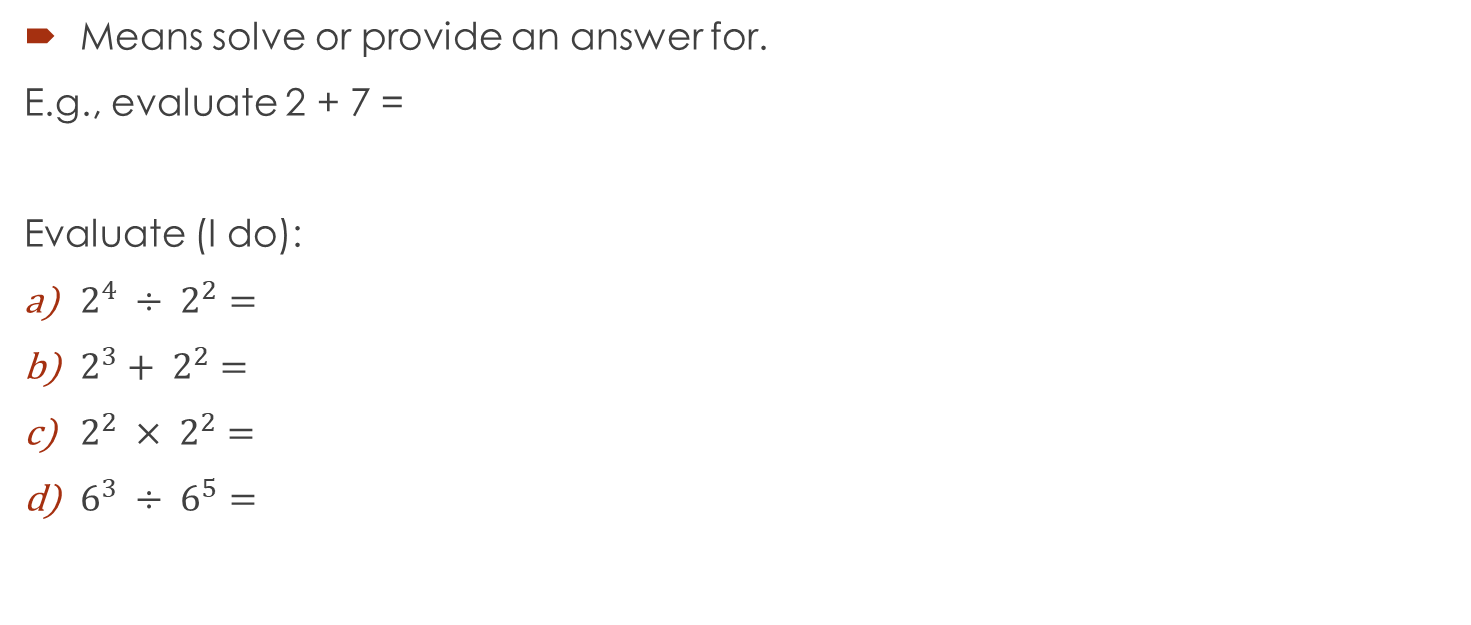 Means solve or provide an answer for.
E.g., evaluate 2 + 7 =
Evaluate (I do):
a) 2⁴ ÷ 2² =
b) 2³ + 2² =
c) 2² × 2² =
d) 6³ ÷ 6⁵ =